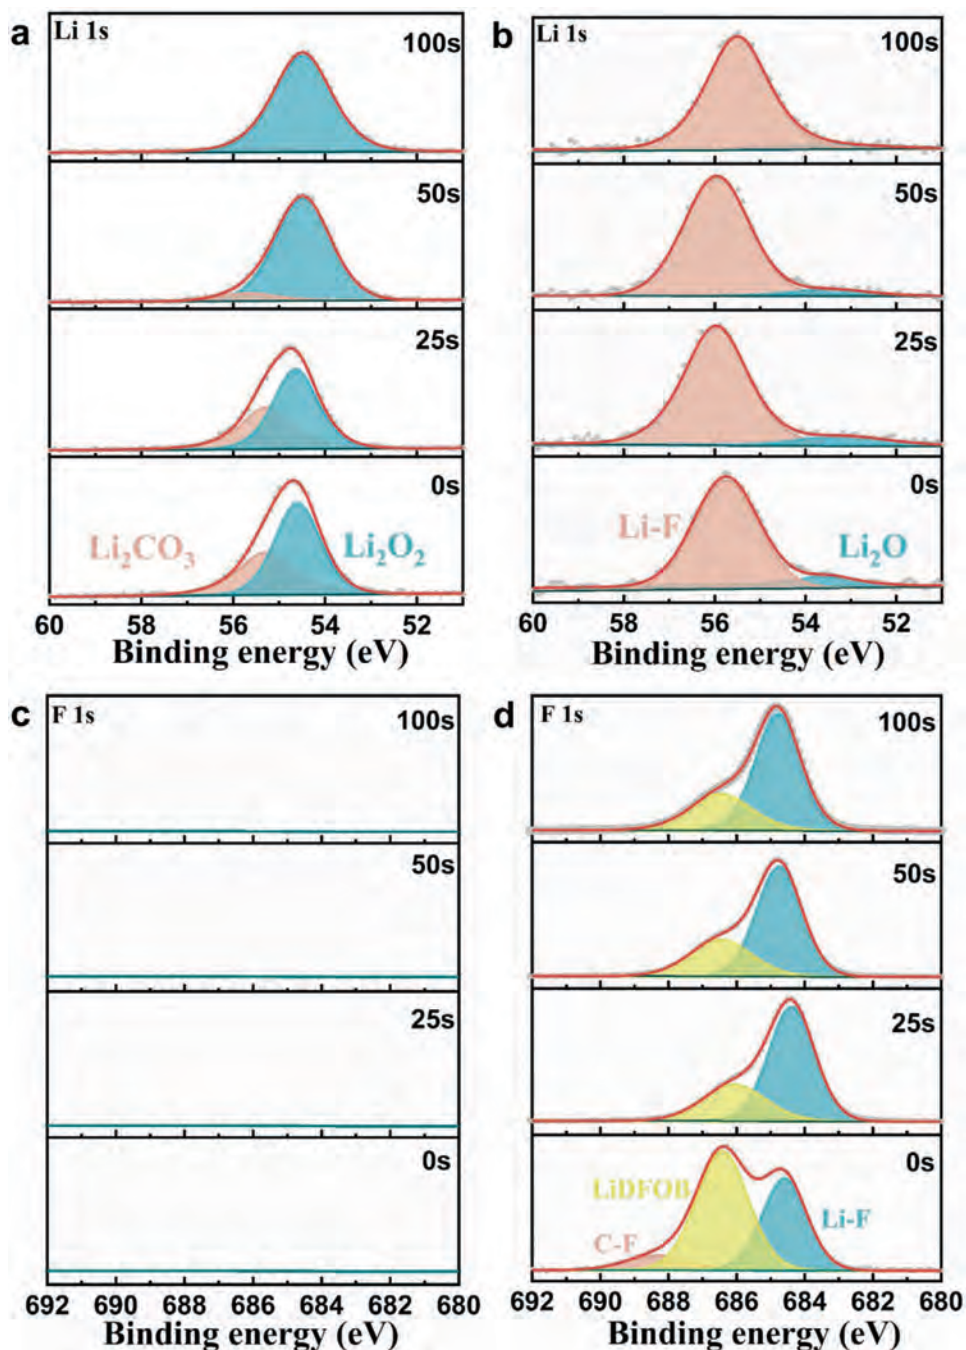 a
Li 1s
100s
50s
25s
0s
Li₂CO₃
Li₂O₂
60 58 56 54 52
Binding energy (eV)
b
Li 1s
100s
50s
25s
0s
Li-F
Li₂O
60 58 56 54 52
Binding energy (eV)
c
F 1s
100s
50s
25s
0s
692 690 688 686 684 682 680
Binding energy (eV)
d
F 1s
100s
50s
25s
0s
LiDFOB
C-F
Li-F
692 690 688 686 684 682 680
Binding energy (eV)